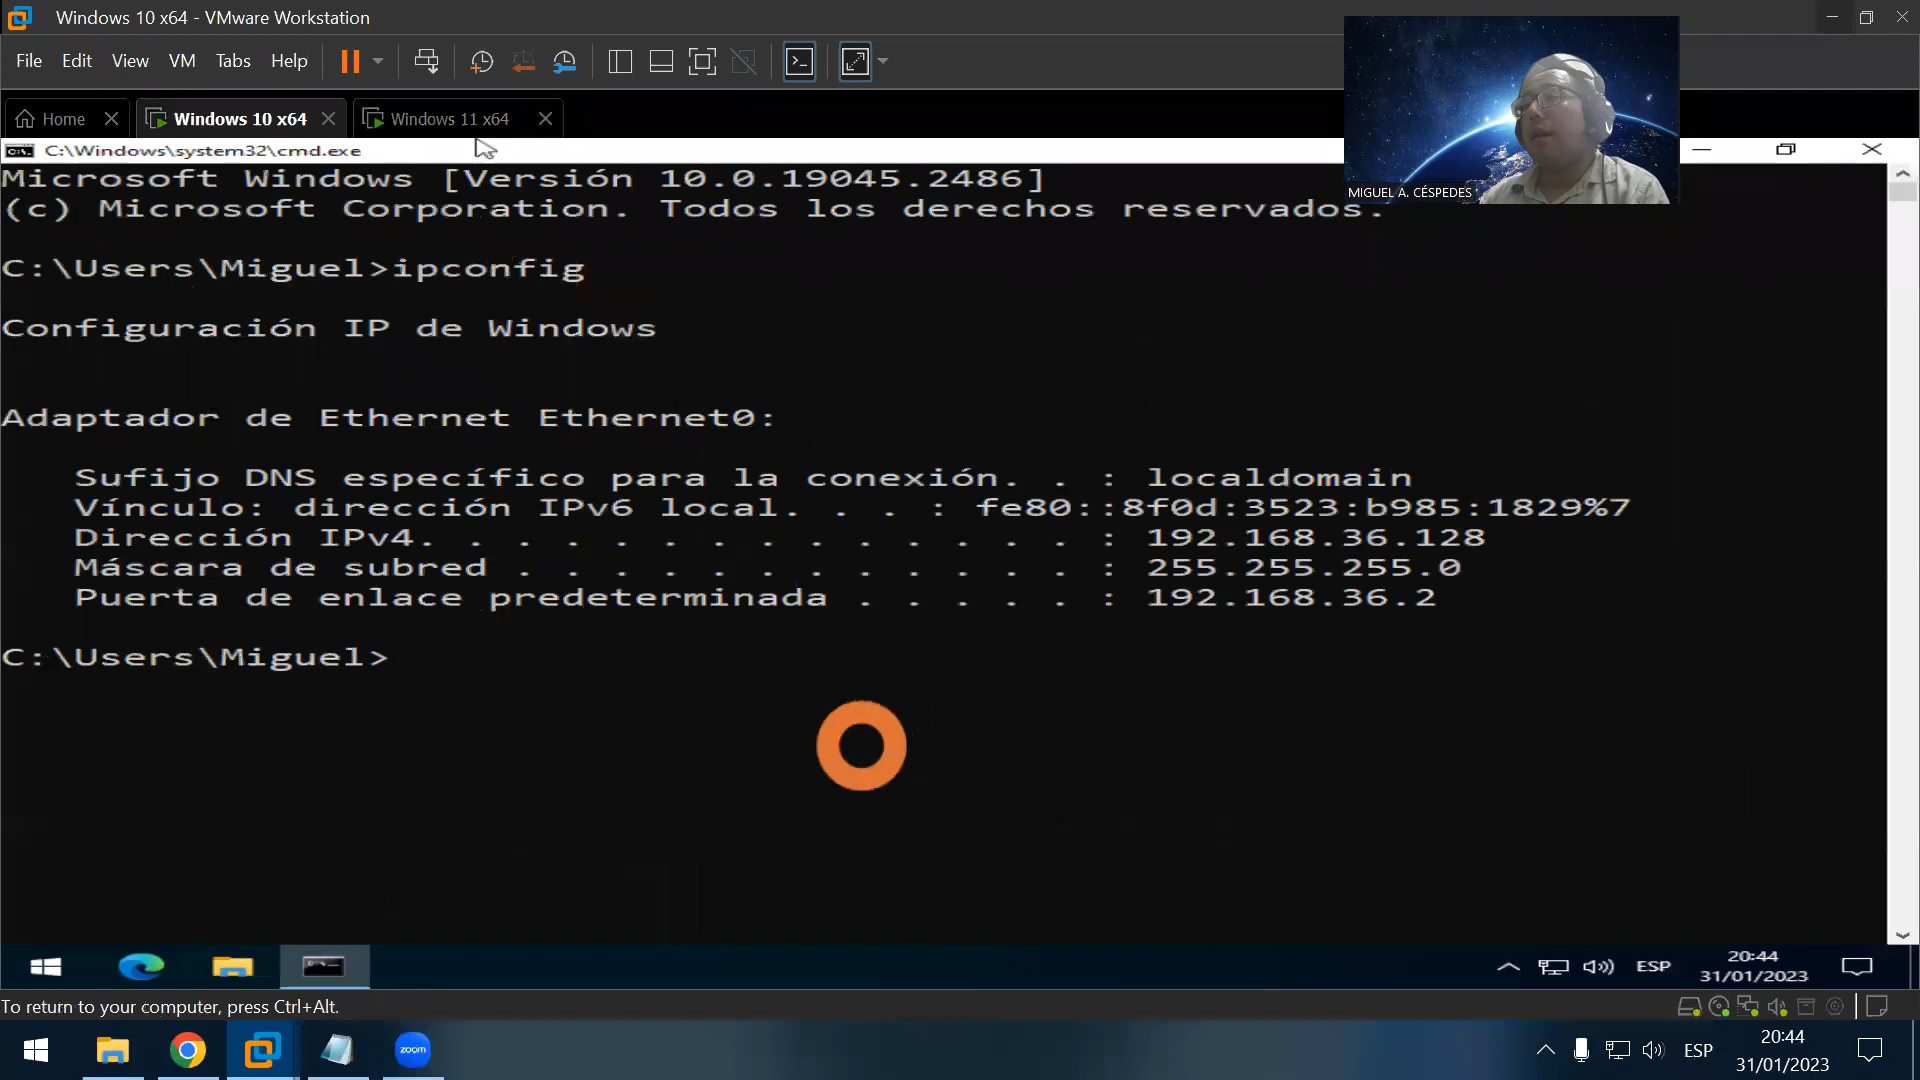 Windows 10 x64 - VMware Workstation
File Edit View VM Tabs Help
Home Windows 10 x64 Windows 11 x64
C:\Windows\system32\cmd.exe
MIGUEL A. CÉSPEDES
Microsoft Windows [Versión 10.0.19045.2486]
(c) Microsoft Corporation. Todos los derechos reservados.
C:\Users\Miguel>ipconfig
Configuración IP de Windows
Adaptador de Ethernet Ethernet0:
Sufijo DNS específico para la conexión. . : localdomain
Vínculo: dirección IPv6 local. . . : fe80::8f0d:3523:b985:1829%7
Dirección IPv4. . . . . . . . . . . . . . : 192.168.36.128
Máscara de subred . . . . . . . . . . . . : 255.255.255.0
Puerta de enlace predeterminada . . . . . : 192.168.36.2
C:\Users\Miguel>
ESP 20:44
31/01/2023
To return to your computer, press Ctrl+Alt.
zoom
ESP 20:44
31/01/2023